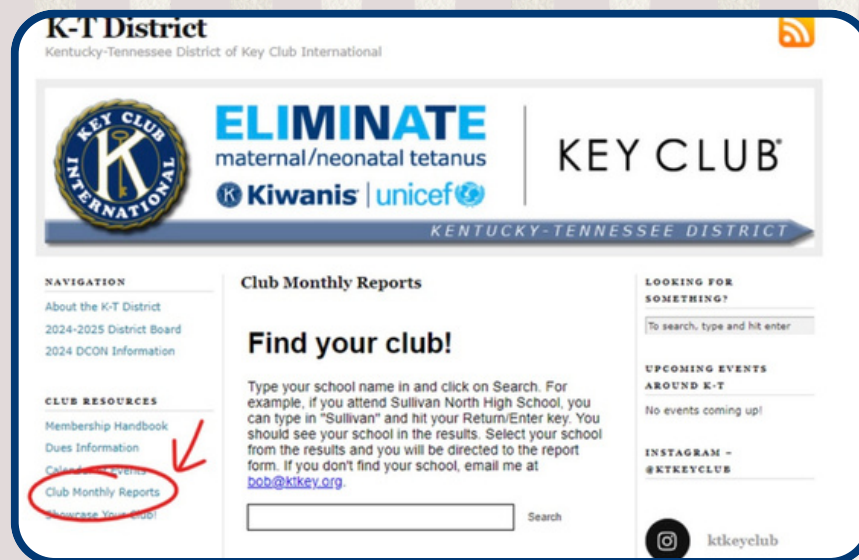 K-T District
Kentucky-Tennessee District of Key Club International
KEY CLUB
INTERNATIONAL
K
ELIMINATE
maternal/neonatal tetanus
K Kiwanis | unicef
KEY CLUB®
KENTUCKY-TENNESSEE DISTRICT
NAVIGATION
About the K-T District
2024-2025 District Board
2024 DCON Information
CLUB RESOURCES
Membership Handbook
Dues Information
Calendar of Events
Club Monthly Reports
Showcase Your Club!
Club Monthly Reports
Find your club!
Type your school name in and click on Search. For
example, if you attend Sullivan North High School, you
can type in "Sullivan" and hit your Return/Enter key. You
should see your school in the results. Select your school
from the results and you will be directed to the report
form. If you don't find your school, email me at
bob@ktkey.org.
Search
LOOKING FOR
SOMETHING?
To search, type and hit enter
UPCOMING EVENTS
AROUND K-T
No events coming up!
INSTAGRAM –
@KTKEYCLUB
ktkeyclub